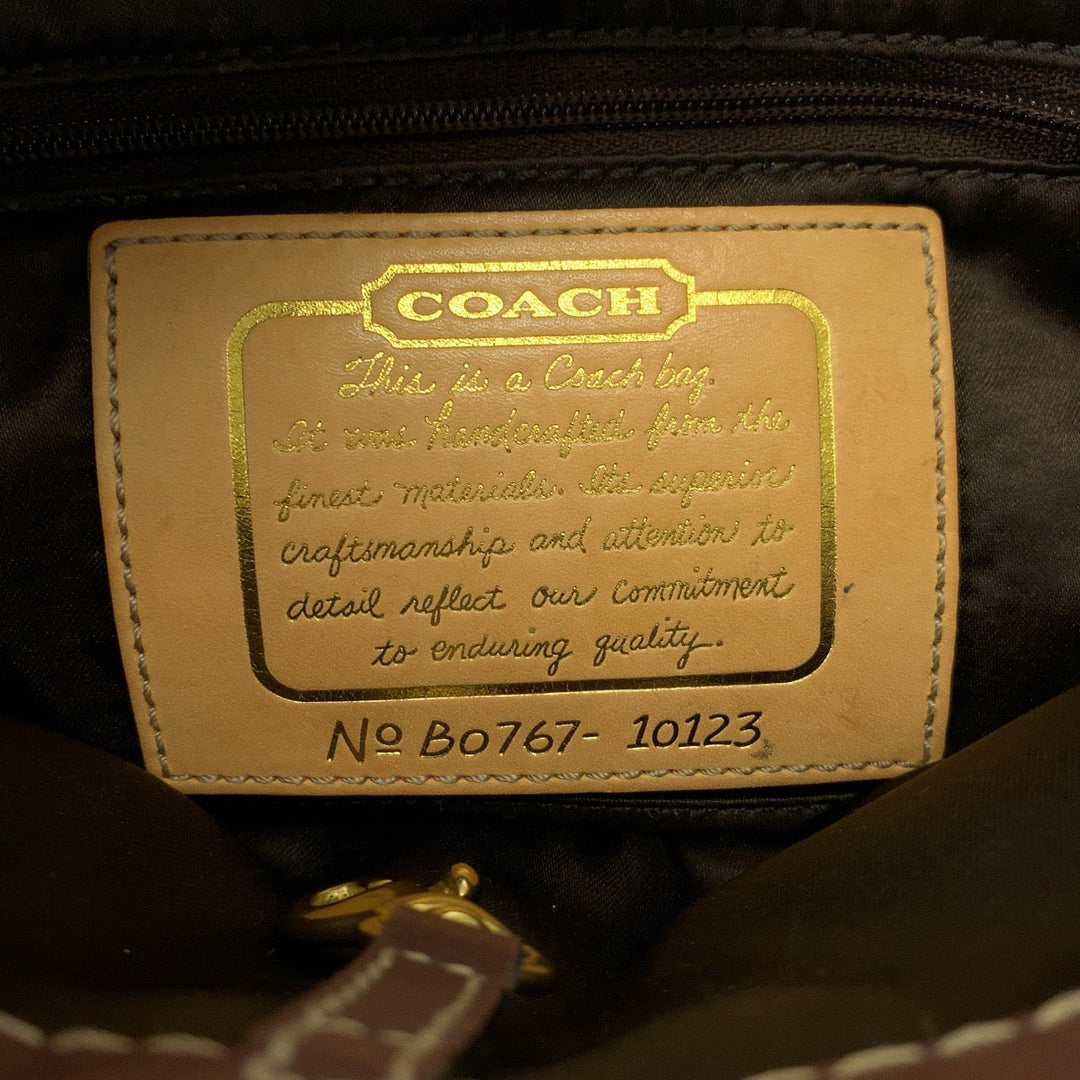 COACH
This is a Coach bag.
It was handcrafted from the
finest materials. Its superior
craftsmanship and attention to
detail reflect our commitment
to enduring quality.
Nº BO767- 10123